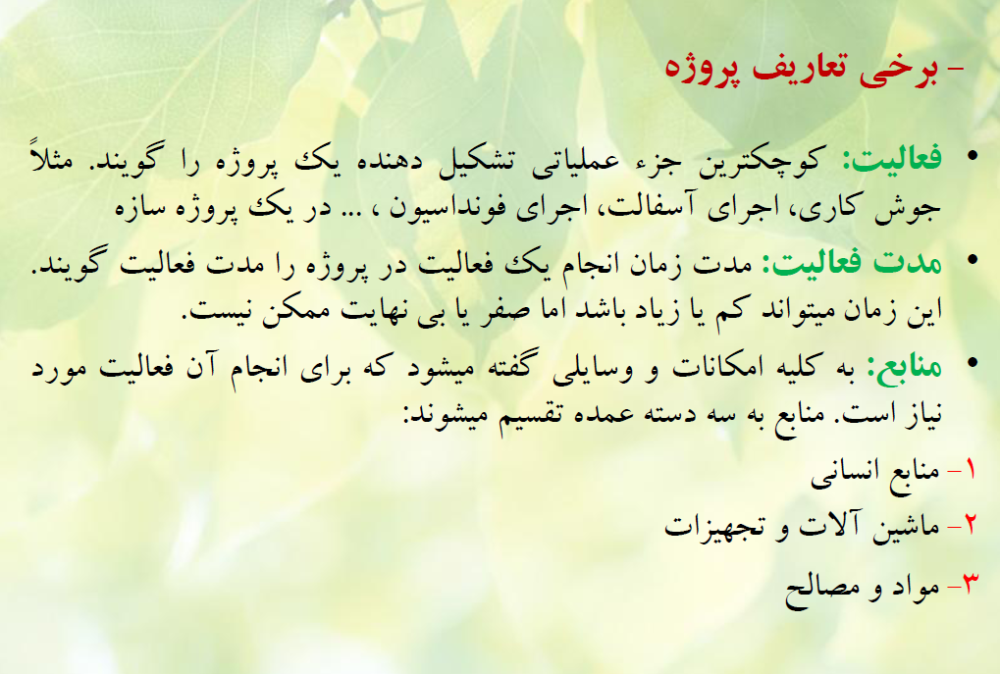 - برخی تعاریف پروژه
• فعالیت: کوچکترین جزء عملیاتی تشکیل دهنده یک پروژه را گویند. مثلاً
جوش کاری، اجرای آسفالت، اجرای فونداسیون ، ... در یک پروژه سازه
• مدت فعالیت: مدت زمان انجام یک فعالیت در پروژه را مدت فعالیت گویند.
این زمان میتواند کم یا زیاد باشد اما صفر یا بی نهایت ممکن نیست.
• منابع: به کلیه امکانات و وسایلی گفته میشود که برای انجام آن فعالیت مورد
نیاز است. منابع به سه دسته عمده تقسیم میشوند:
۱- منابع انسانی
۲- ماشین آلات و تجهیزات
۳- مواد و مصالح